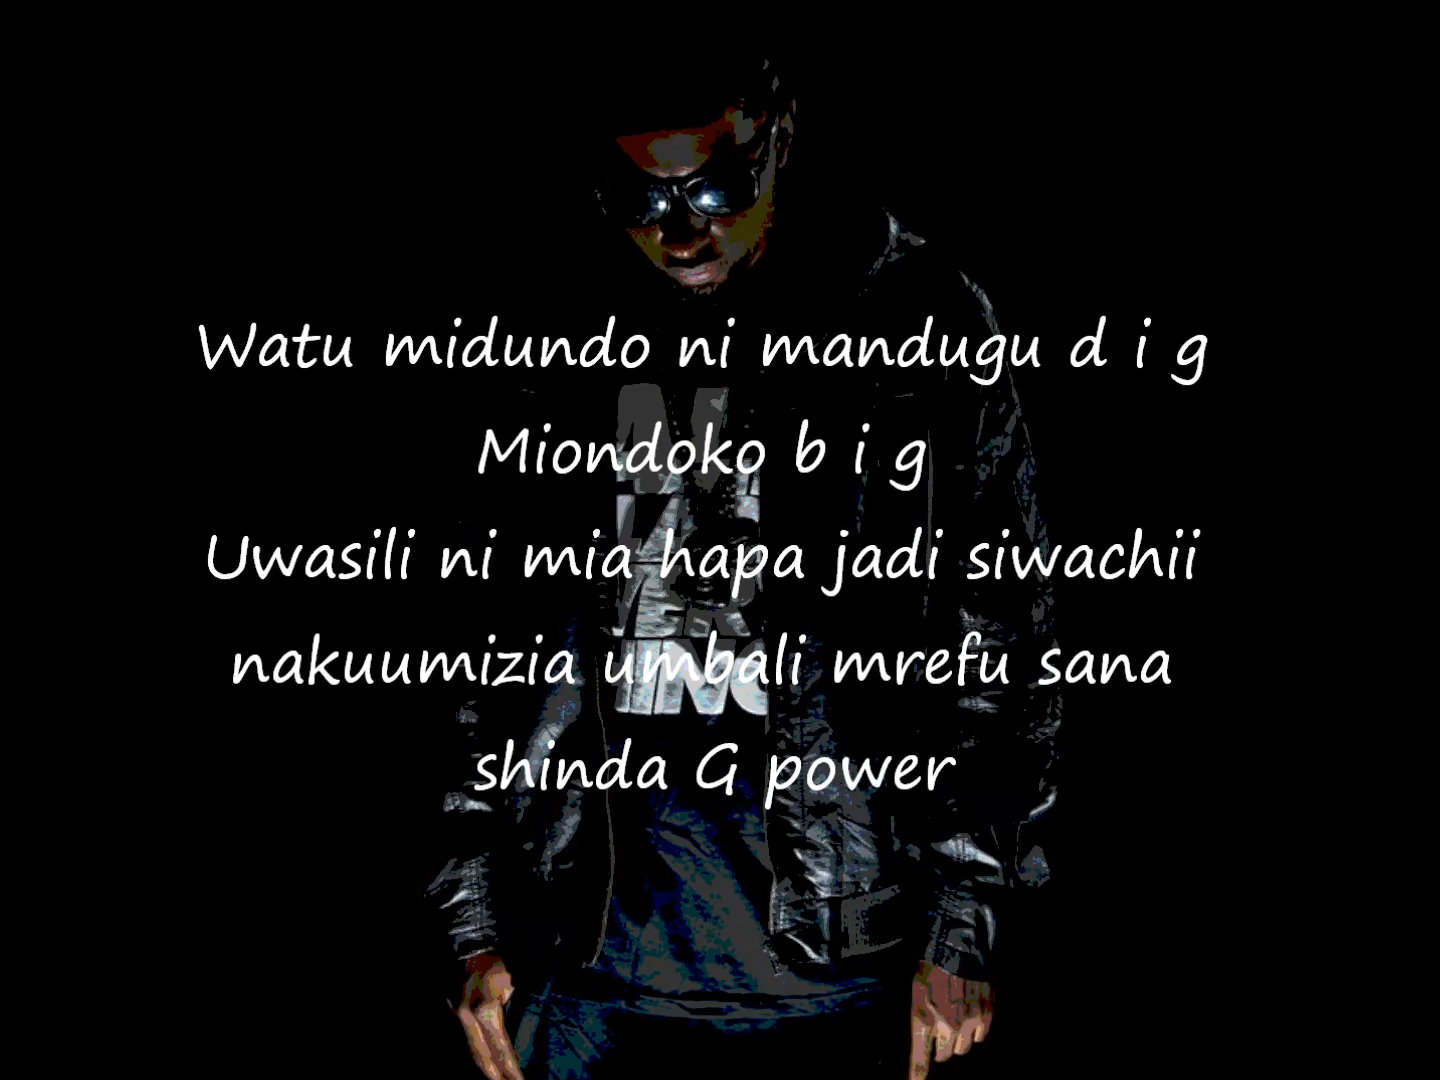 Watu midundo ni mandugu d i g
Miondoko b i g
Uwasili ni mia hapa jadi siwachii
nakuumizia umbali mrefu sana
shinda G power